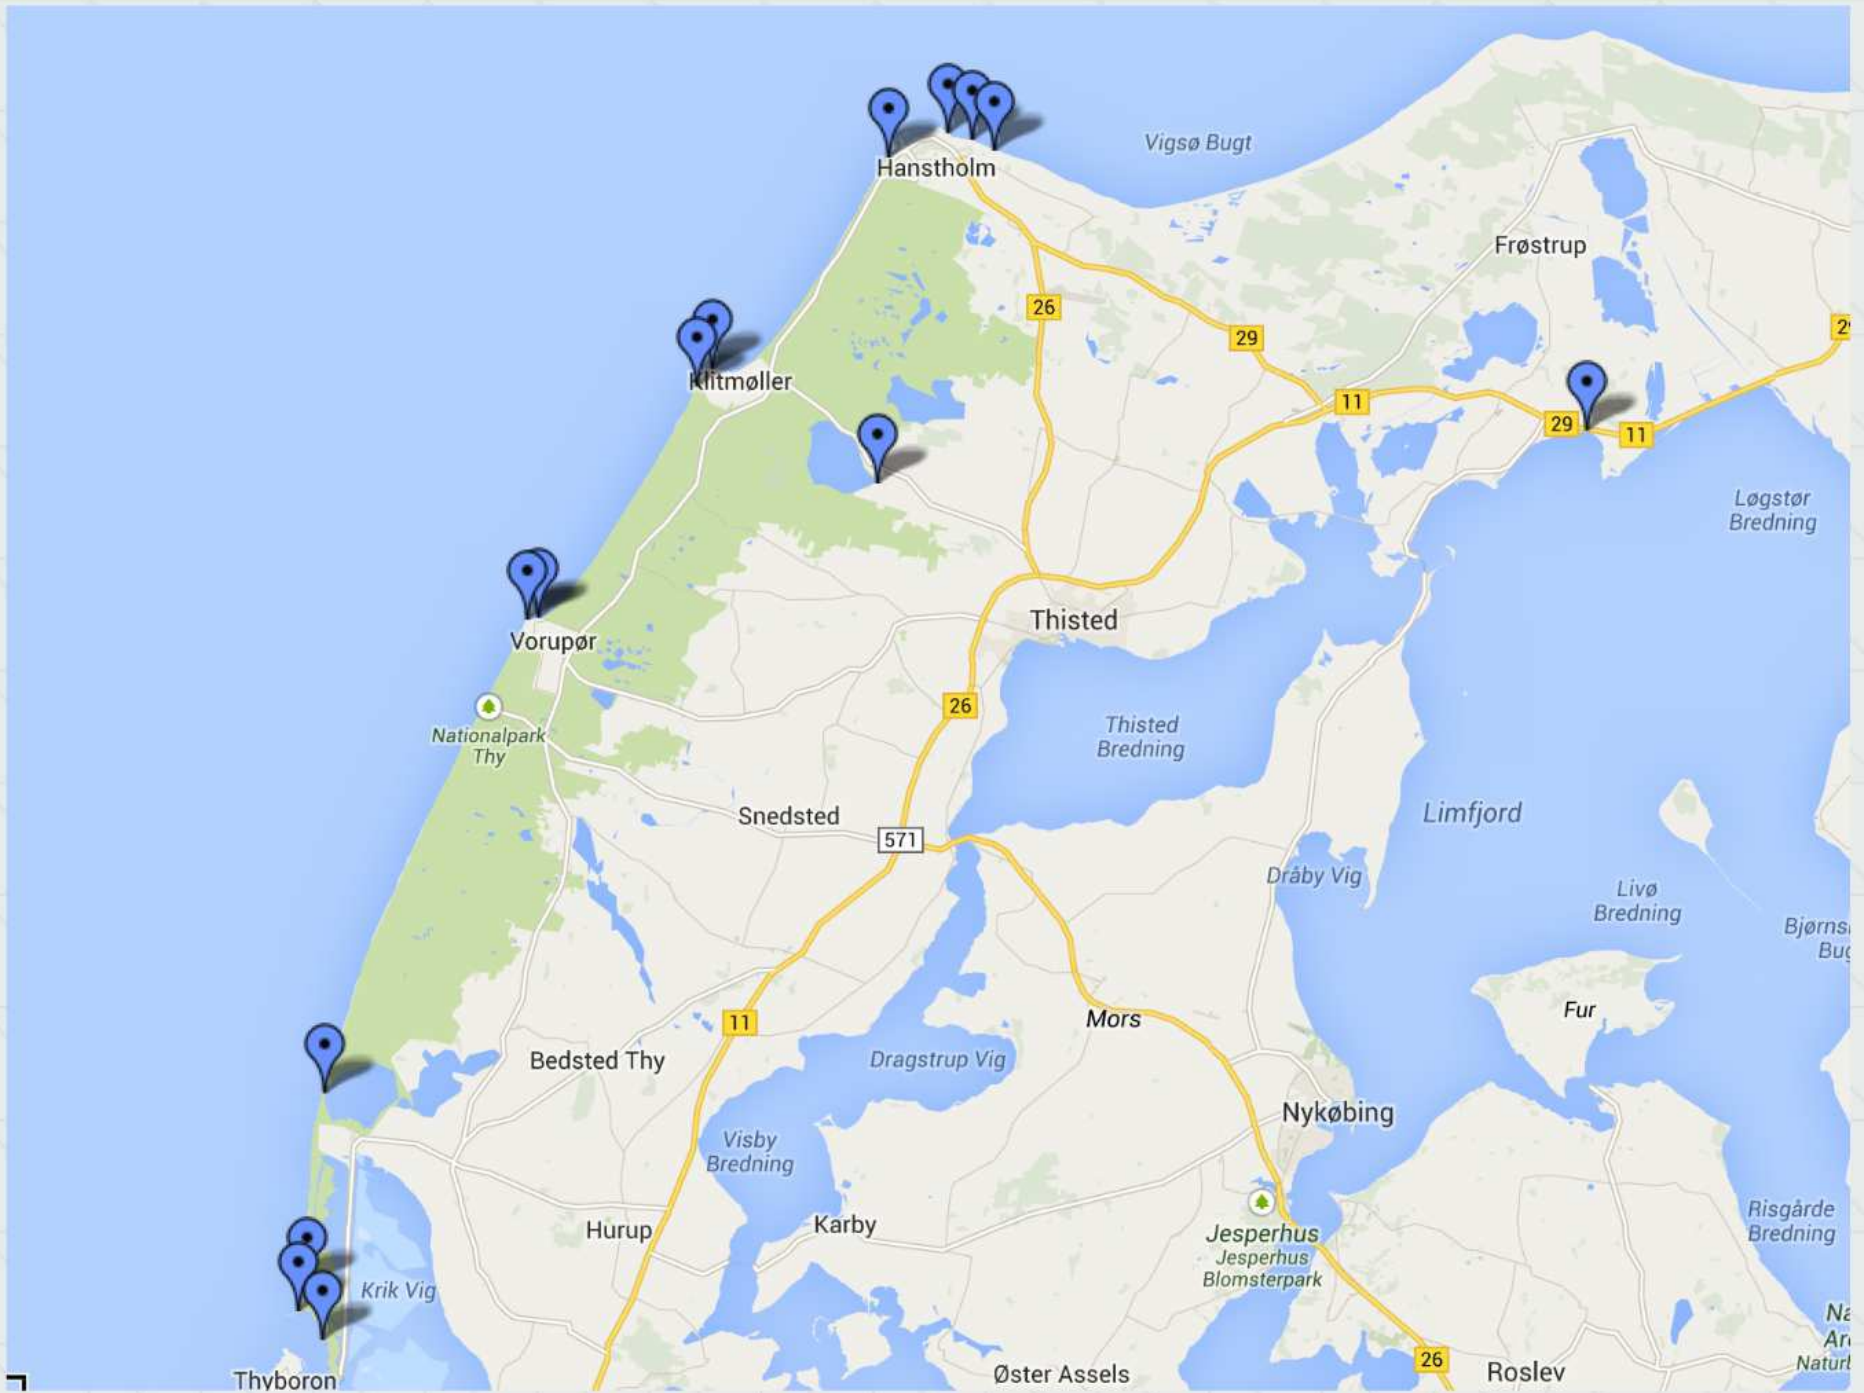 Vigsø Bugt
Hanstholm
Frøstrup
26
29
Klitmøller
11
29
11
Løgstør
Bredning
Thisted
Vorupør
26
Nationalpark
Thy
Thisted
Bredning
Snedsted
571
Limfjord
Dråby Vig
Livø
Bredning
Mors
Fur
11
Bedsted Thy
Dragstrup Vig
Nykøbing
Visby
Bredning
Hurup
Karby
Jesperhus
Jesperhus
Blomsterpark
Risgårde
Bredning
Krik Vig
26
Thyboron
Øster Assels
Roslev